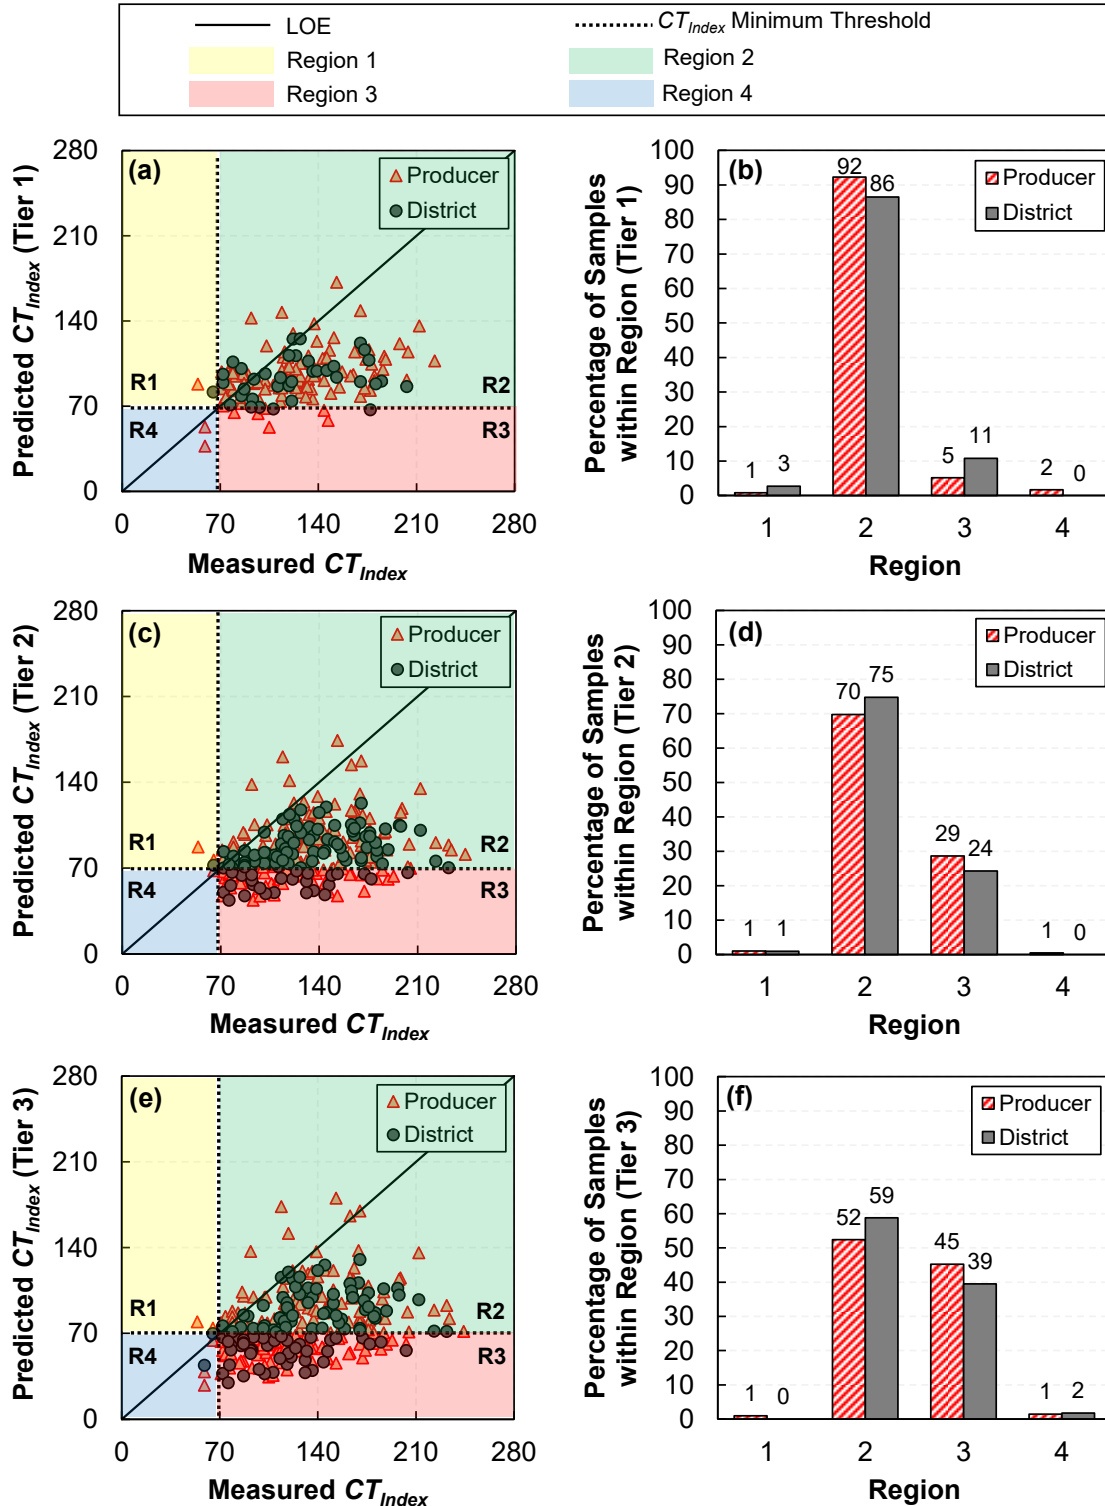 LOE
CT_Index Minimum Threshold
Region 1
Region 2
Region 3
Region 4
Predicted CT_Index (Tier 1)
280
210
140
70
0
(a)
Producer
District
R1
R2
R4
R3
0 70 140 210 280
Measured CT_Index
Percentage of Samples
within Region (Tier 1)
100
90
80
70
60
50
40
30
20
10
0
(b)
Producer
District
1 3 92 86 5 11 2 0
1 2 3 4
Region
Predicted CT_Index (Tier 2)
280
210
140
70
0
(c)
Producer
District
R1
R2
R4
R3
0 70 140 210 280
Measured CT_Index
Percentage of Samples
within Region (Tier 2)
100
90
80
70
60
50
40
30
20
10
0
(d)
Producer
District
1 1 70 75 29 24 1 0
1 2 3 4
Region
Predicted CT_Index (Tier 3)
280
210
140
70
0
(e)
Producer
District
R1
R2
R4
R3
0 70 140 210 280
Measured CT_Index
Percentage of Samples
within Region (Tier 3)
100
90
80
70
60
50
40
30
20
10
0
(f)
Producer
District
1 0 52 59 45 39 1 2
1 2 3 4
Region